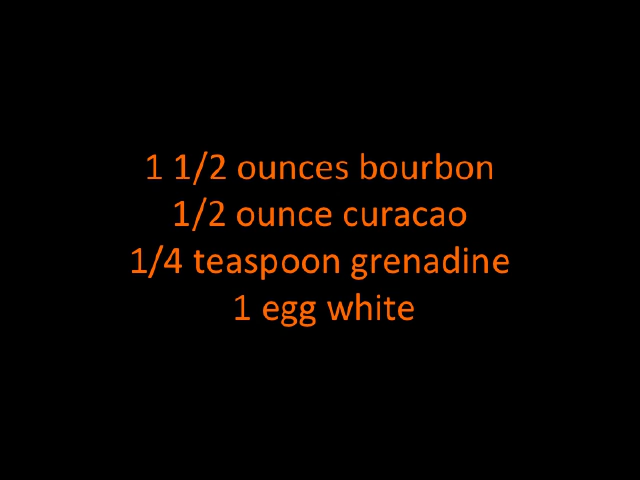 1 1/2 ounces bourbon
1/2 ounce curacao
1/4 teaspoon grenadine
1 egg white